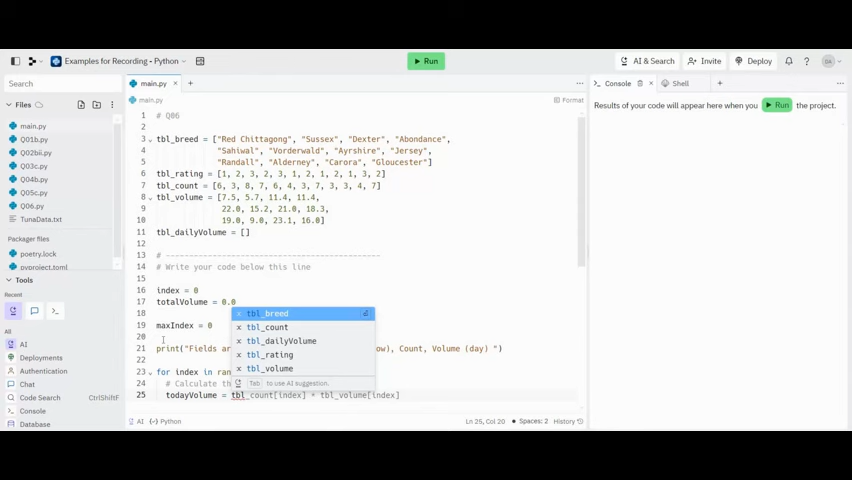 Examples for Recording • Python
Run
AI & Search
Invite
Deploy
Search
Files
main.py
Q01b.py
Q02bii.py
Q03c.py
Q04b.py
Q05c.py
Q06.py
TunaData.txt
Packager files
poetry.lock
pyproject.toml
Tools
Recent
All
AI
Deployments
Authentication
Chat
Code Search CtrlShiftF
Console
Database
main.py
main.py
Format
1 # Q06
2
3 tbl_breed = ["Red Chittagong", "Sussex", "Dexter", "Abondance",
4 "Sahiwal", "Vorderwald", "Ayrshire", "Jersey",
5 "Randall", "Alderney", "Carora", "Gloucester"]
6 tbl_rating = [1, 2, 3, 2, 3, 1, 2, 1, 2, 1, 3, 2]
7 tbl_count = [6, 3, 8, 7, 6, 4, 3, 7, 3, 3, 4, 7]
8 tbl_volume = [7.5, 5.7, 11.4, 11.4,
9 22.0, 15.2, 21.0, 18.3,
10 19.0, 9.0, 23.1, 16.0]
11 tbl_dailyVolume = []
12
13 # -------------------------------------------
14 # Write your code below this line
15
16 index = 0
17 totalVolume = 0.0
18
19 maxIndex = 0
20
21 print("Fields ar ow), Count, Volume (day) ")
22
23 for index in ran
24 # Calculate th
25 todayVolume = tbl_count[index] * tbl_volume[index]
tbl_breed
tbl_count
tbl_dailyVolume
tbl_rating
tbl_volume
Tab to use AI suggestion.
AI Python
Ln 25, Col 20 • Spaces: 2 History
Console
Shell
Results of your code will appear here when you Run the project.